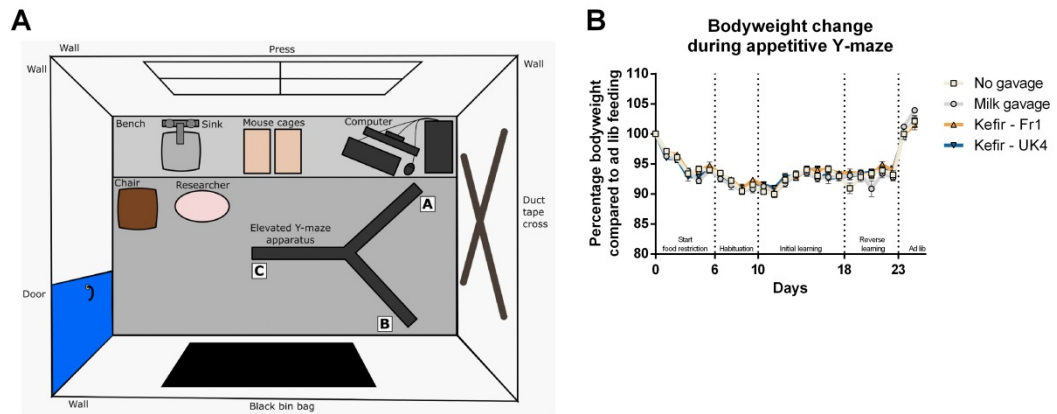 A
Wall
Press
Wall
Wall
Bench
Sink
Mouse cages
Computer
Chair
Researcher
A
Duct
tape
cross
Elevated Y-maze
apparatus
C
Door
B
Wall
Black bin bag
B
Bodyweight change
during appetitive Y-maze
Percentage bodyweight
compared to ad lib feeding
110
105
100
95
90
85
80
Start
food restriction
Habituation
Initial learning
Reverse
learning
Ad lib
0
6
10
18
23
Days
No gavage
Milk gavage
Kefir - Fr1
Kefir - UK4